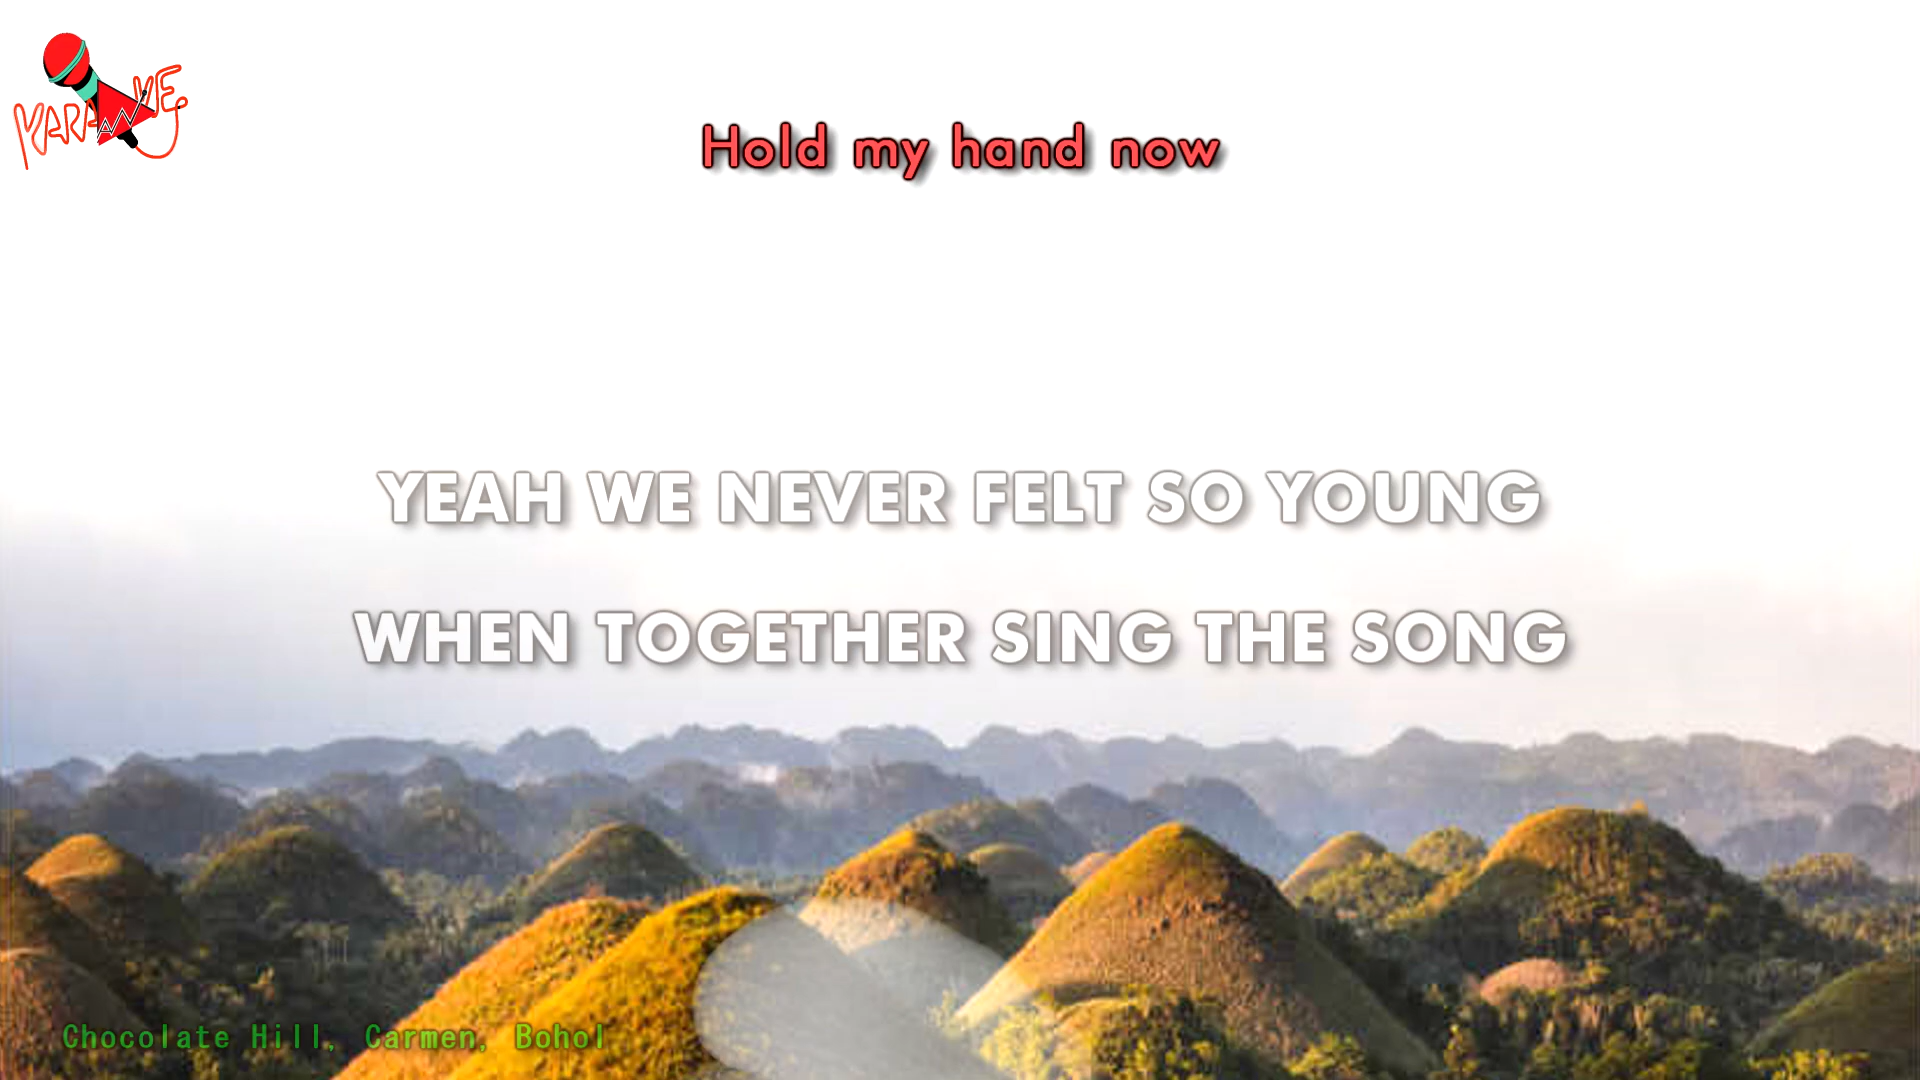 KARAOKE
Hold my hand now
YEAH WE NEVER FELT SO YOUNG
WHEN TOGETHER SING THE SONG
Chocolate Hill, Carmen, Bohol